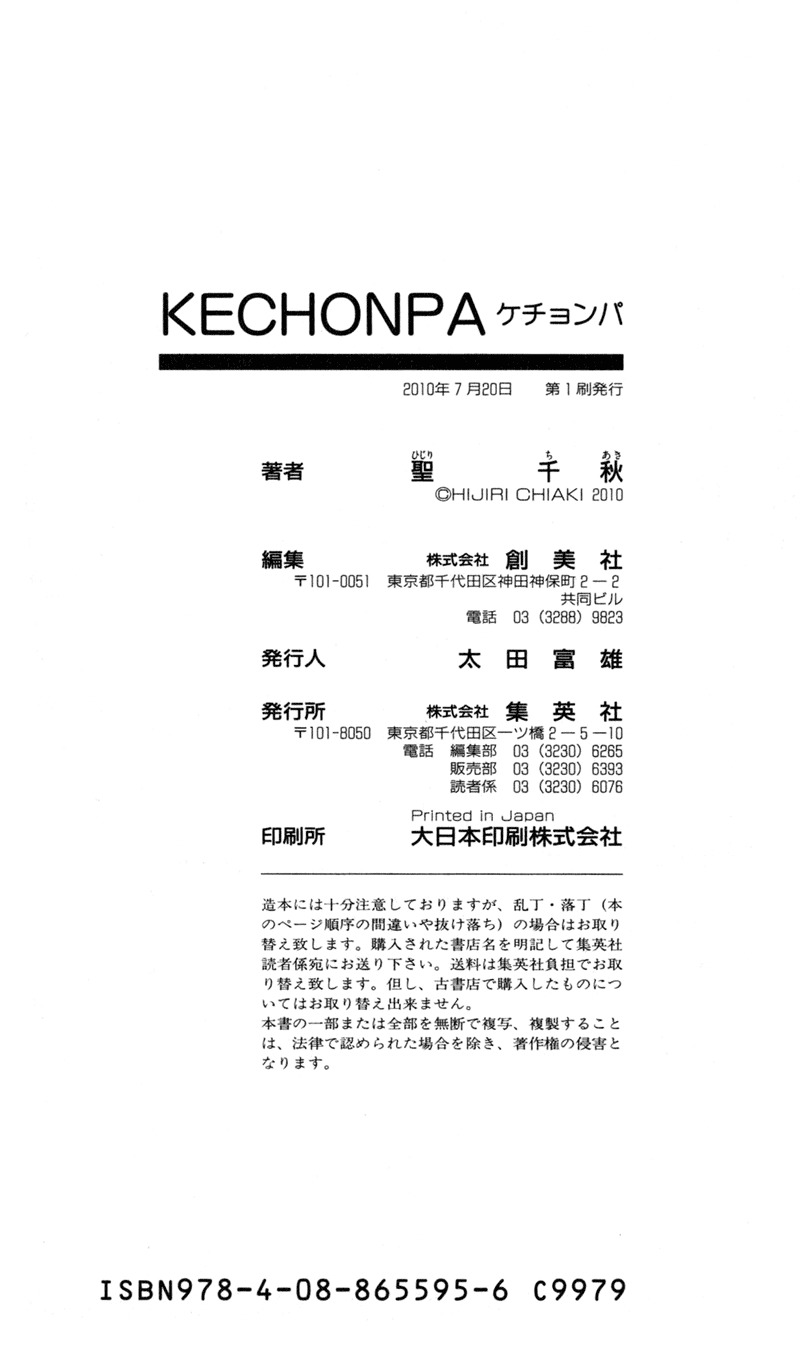 KECHONPA ケチョンパ
2010年7月20日 第1刷発行
ひじり ち あき
著者 聖 千 秋
©HIJIRI CHIAKI 2010
編集 株式会社 創美社
〒101-0051 東京都千代田区神田神保町2－2
共同ビル
電話 03（3288）9823
発行人 太田富雄
発行所 株式会社 集英社
〒101-8050 東京都千代田区一ツ橋2－5－10
電話 編集部 03（3230）6265
販売部 03（3230）6393
読者係 03（3230）6076
Printed in Japan
印刷所 大日本印刷株式会社
造本には十分注意しておりますが、乱丁・落丁（本
のページ順序の間違いや抜け落ち）の場合はお取り
替え致します。購入された書店名を明記して集英社
読者係宛にお送り下さい。送料は集英社負担でお取
り替え致します。但し、古書店で購入したものにつ
いてはお取り替え出来ません。
本書の一部または全部を無断で複写、複製すること
は、法律で認められた場合を除き、著作権の侵害と
なります。
ISBN978-4-08-865595-6 C9979